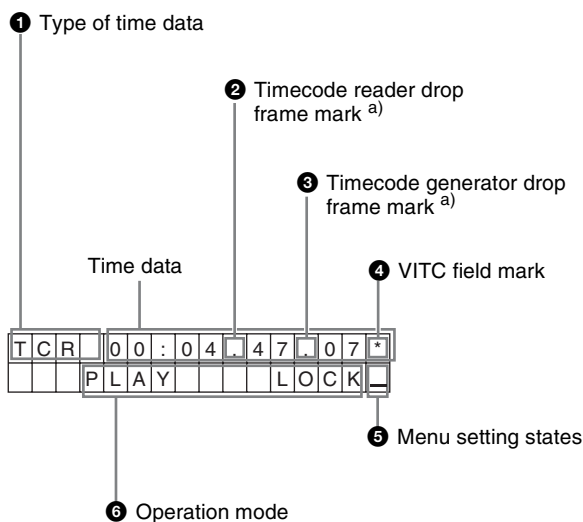 ❶ Type of time data
❷ Timecode reader drop
frame mark a)
❸ Timecode generator drop
frame mark a)
Time data
❹ VITC field mark
TCR 00:04.47.07*
PLAY LOCK_
❺ Menu setting states
❻ Operation mode